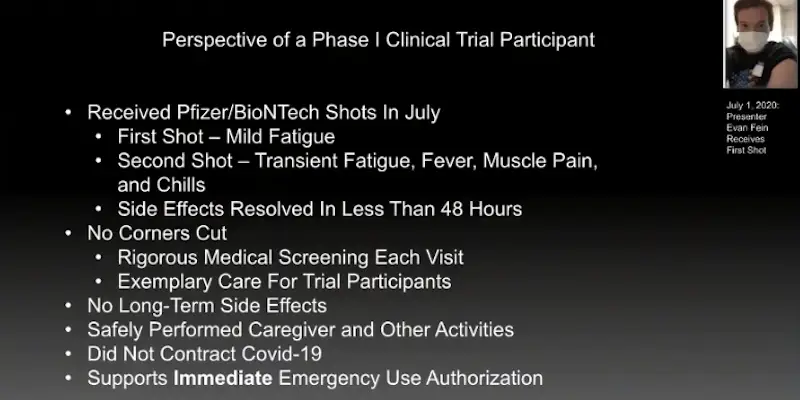 Perspective of a Phase I Clinical Trial Participant
• Received Pfizer/BioNTech Shots In July
• First Shot – Mild Fatigue
• Second Shot – Transient Fatigue, Fever, Muscle Pain,
and Chills
• Side Effects Resolved In Less Than 48 Hours
• No Corners Cut
• Rigorous Medical Screening Each Visit
• Exemplary Care For Trial Participants
• No Long-Term Side Effects
• Safely Performed Caregiver and Other Activities
• Did Not Contract Covid-19
• Supports Immediate Emergency Use Authorization
July 1, 2020:
Presenter
Evan Fein
Receives
First Shot